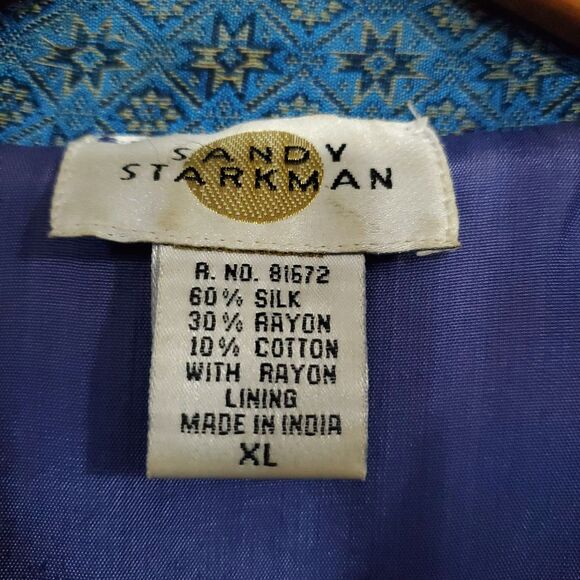 SANDY
STARKMAN
R. NO. 81672
60% SILK
30% RAYON
10% COTTON
WITH RAYON
LINING
MADE IN INDIA
XL